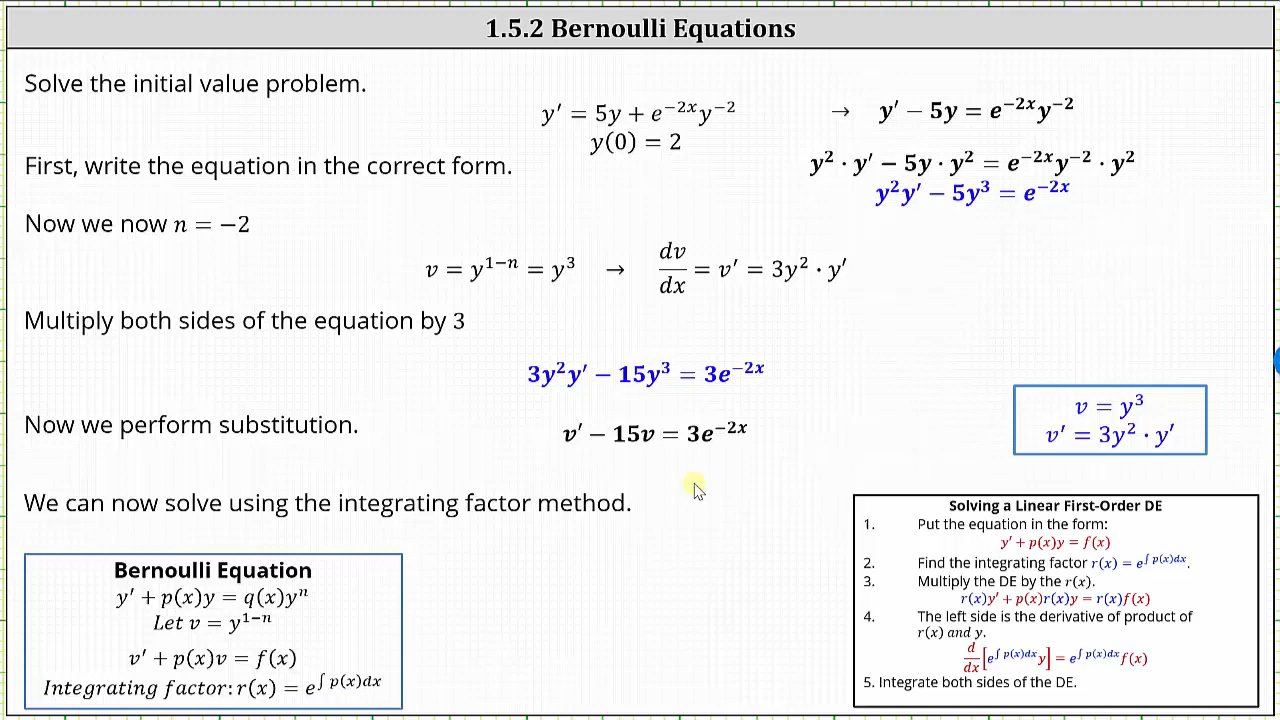 1.5.2 Bernoulli Equations
Solve the initial value problem.
y′ = 5y + e⁻²ˣy⁻²
y(0) = 2
→ y′ − 5y = e⁻²ˣy⁻²
First, write the equation in the correct form.
y² · y′ − 5y · y² = e⁻²ˣy⁻² · y²
y²y′ − 5y³ = e⁻²ˣ
Now we now n = −2
v = y¹⁻ⁿ = y³ → dv/dx = v′ = 3y² · y′
Multiply both sides of the equation by 3
3y²y′ − 15y³ = 3e⁻²ˣ
Now we perform substitution.
v′ − 15v = 3e⁻²ˣ
v = y³
v′ = 3y² · y′
We can now solve using the integrating factor method.
Bernoulli Equation
y′ + p(x)y = q(x)yⁿ
Let v = y¹⁻ⁿ
v′ + p(x)v = f(x)
Integrating factor: r(x) = e^∫ p(x)dx
Solving a Linear First-Order DE
1. Put the equation in the form:
y′ + p(x)y = f(x)
2. Find the integrating factor r(x) = e^∫ p(x)dx.
3. Multiply the DE by the r(x).
r(x)y′ + p(x)r(x)y = r(x)f(x)
4. The left side is the derivative of product of
r(x) and y.
d/dx [e^∫ p(x)dx y] = e^∫ p(x)dx f(x)
5. Integrate both sides of the DE.